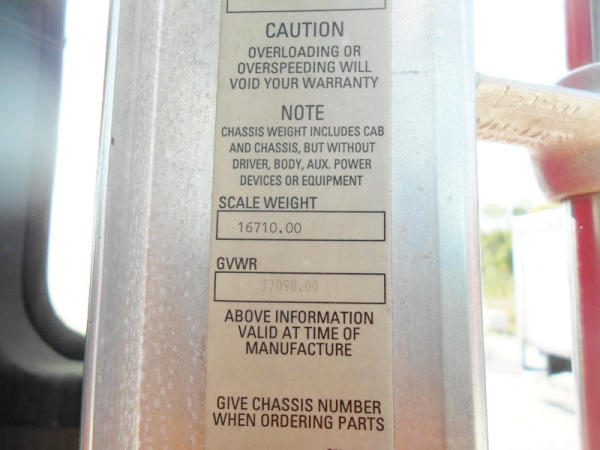 CAUTION
OVERLOADING OR
OVERSPEEDING WILL
VOID YOUR WARRANTY
NOTE
CHASSIS WEIGHT INCLUDES CAB
AND CHASSIS, BUT WITHOUT
DRIVER, BODY, AUX. POWER
DEVICES OR EQUIPMENT
SCALE WEIGHT
16710.00
GVWR
77090.00
ABOVE INFORMATION
VALID AT TIME OF
MANUFACTURE
GIVE CHASSIS NUMBER
WHEN ORDERING PARTS